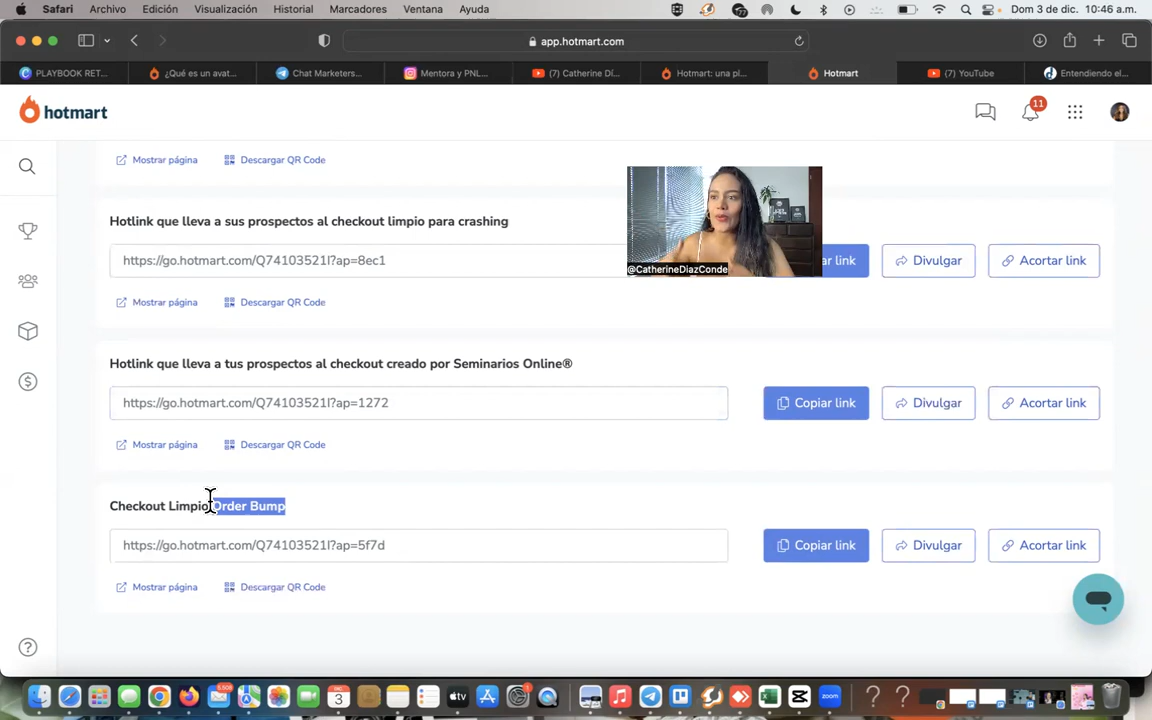 Safari Archivo Edición Visualización Historial Marcadores Ventana Ayuda Dom 3 de dic. 10:46 a.m.
app.hotmart.com
PLAYBOOK RET... ¿Qué es un avat... Chat Marketers... Mentora y PNL... (7) Catherine Dí... Hotmart: una pl... Hotmart (7) YouTube Entendiendo el...
hotmart 11
Mostrar página Descargar QR Code
Hotlink que lleva a sus prospectos al checkout limpio para crashing
https://go.hotmart.com/Q74103521I?ap=8ec1 ar link Divulgar Acortar link
@CatherineDiazConde
Mostrar página Descargar QR Code
Hotlink que lleva a tus prospectos al checkout creado por Seminarios Online®
https://go.hotmart.com/Q74103521I?ap=1272 Copiar link Divulgar Acortar link
Mostrar página Descargar QR Code
Checkout Limpio Order Bump
https://go.hotmart.com/Q74103521I?ap=5f7d Copiar link Divulgar Acortar link
Mostrar página Descargar QR Code